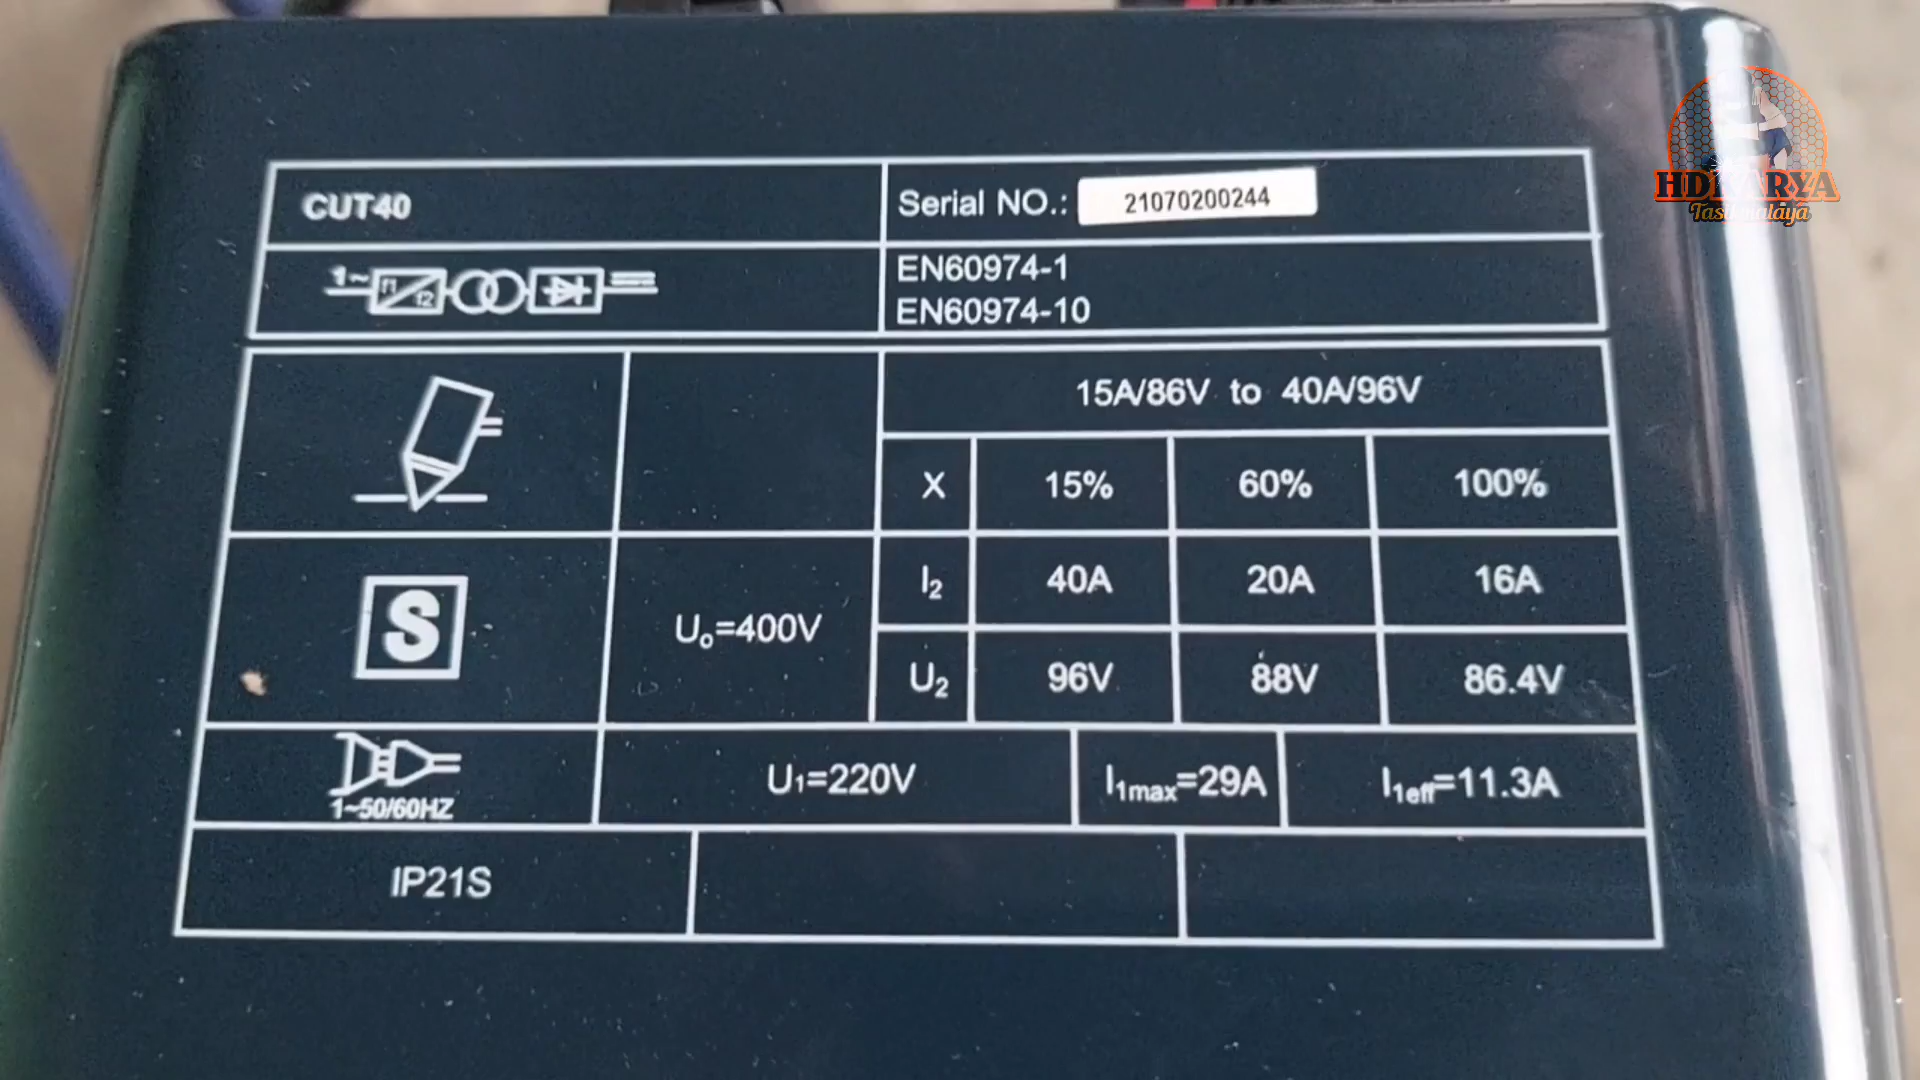 HDKARYA
Tasikmalaya
CUT40
Serial NO.: 21070200244
1~ f1 f2
EN60974-1
EN60974-10
15A/86V to 40A/96V
X 15% 60% 100%
I₂ 40A 20A 16A
S
U₀=400V
U₂ 96V 88V 86.4V
1~50/60HZ
U₁=220V
I₁max=29A
I₁eff=11.3A
IP21S